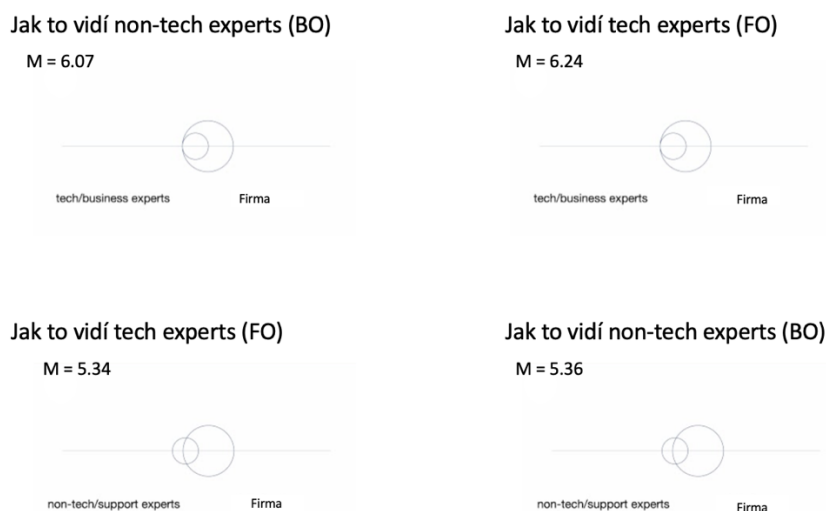 Jak to vidí non-tech experts (BO)
M = 6.07
tech/business experts
Firma
Jak to vidí tech experts (FO)
M = 6.24
tech/business experts
Firma
Jak to vidí tech experts (FO)
M = 5.34
non-tech/support experts
Firma
Jak to vidí non-tech experts (BO)
M = 5.36
non-tech/support experts
Firma